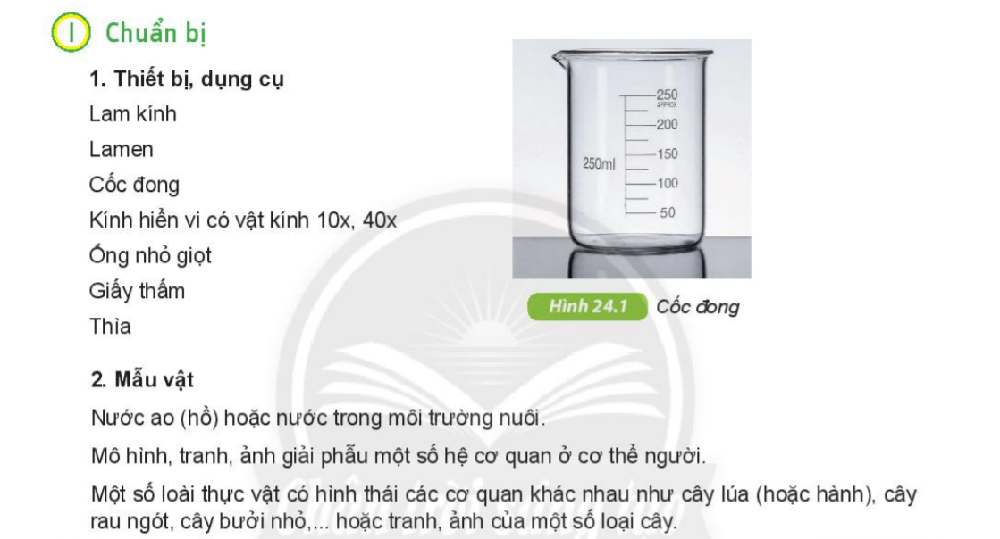 I Chuẩn bị
1. Thiết bị, dụng cụ
Lam kính
Lamen
Cốc đong
Kính hiển vi có vật kính 10x, 40x
Ống nhỏ giọt
Giấy thấm
Thìa
250
APPROX
200
150
250ml
100
50
Hình 24.1 Cốc đong
2. Mẫu vật
Nước ao (hồ) hoặc nước trong môi trường nuôi.
Mô hình, tranh, ảnh giải phẫu một số hệ cơ quan ở cơ thể người.
Một số loài thực vật có hình thái các cơ quan khác nhau như cây lúa (hoặc hành), cây
rau ngót, cây bưởi nhỏ,... hoặc tranh, ảnh của một số loại cây.
Chân trời sáng tạo